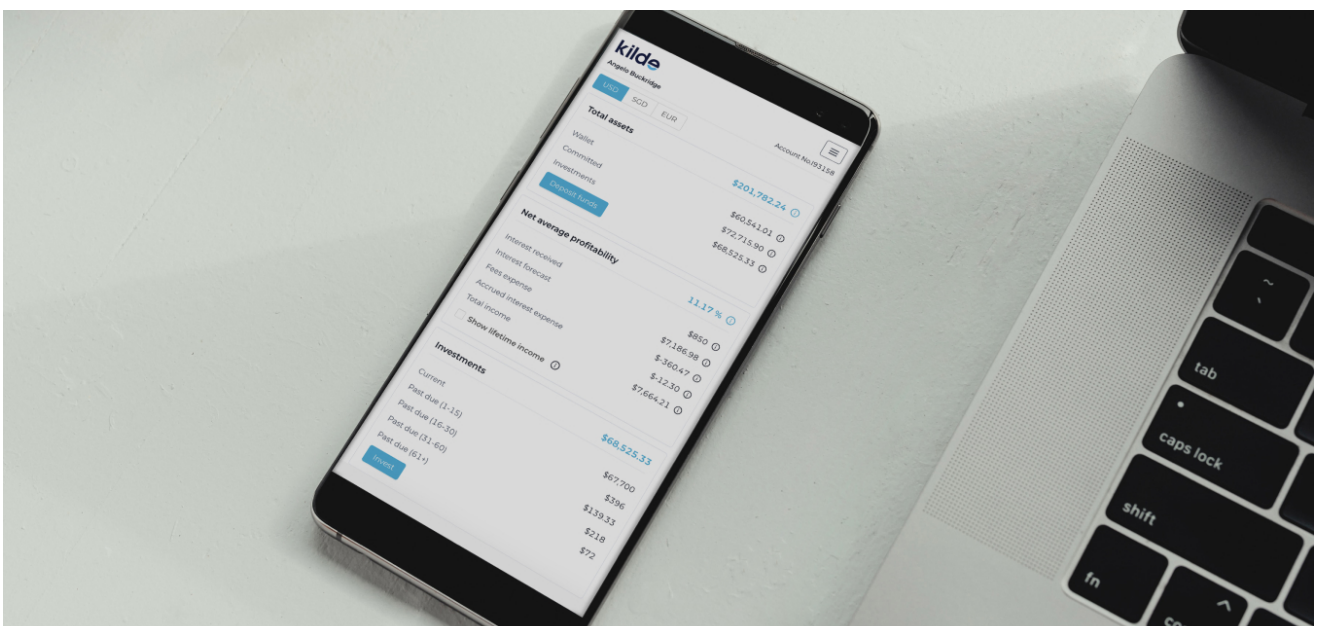 kilde
Angelo Buckridge
Account No.193158
USD SGD EUR
Total assets $201,782.24
Wallet $60,541.01
Committed $72,715.90
Investments $68,525.33
Deposit funds
Net average profitability 11.17 %
Interest received $850
Interest forecast $7,186.98
Fees expense $-360.47
Accrued interest expense $-12.30
Total income $7,664.21
Show lifetime income
Investments $68,525.33
Current $67,700
Past due (1-15) $396
Past due (16-30) $139.33
Past due (31-60) $218
Past due (61+) $72
Invest
~
`
tab
caps lock
shift
fn
co